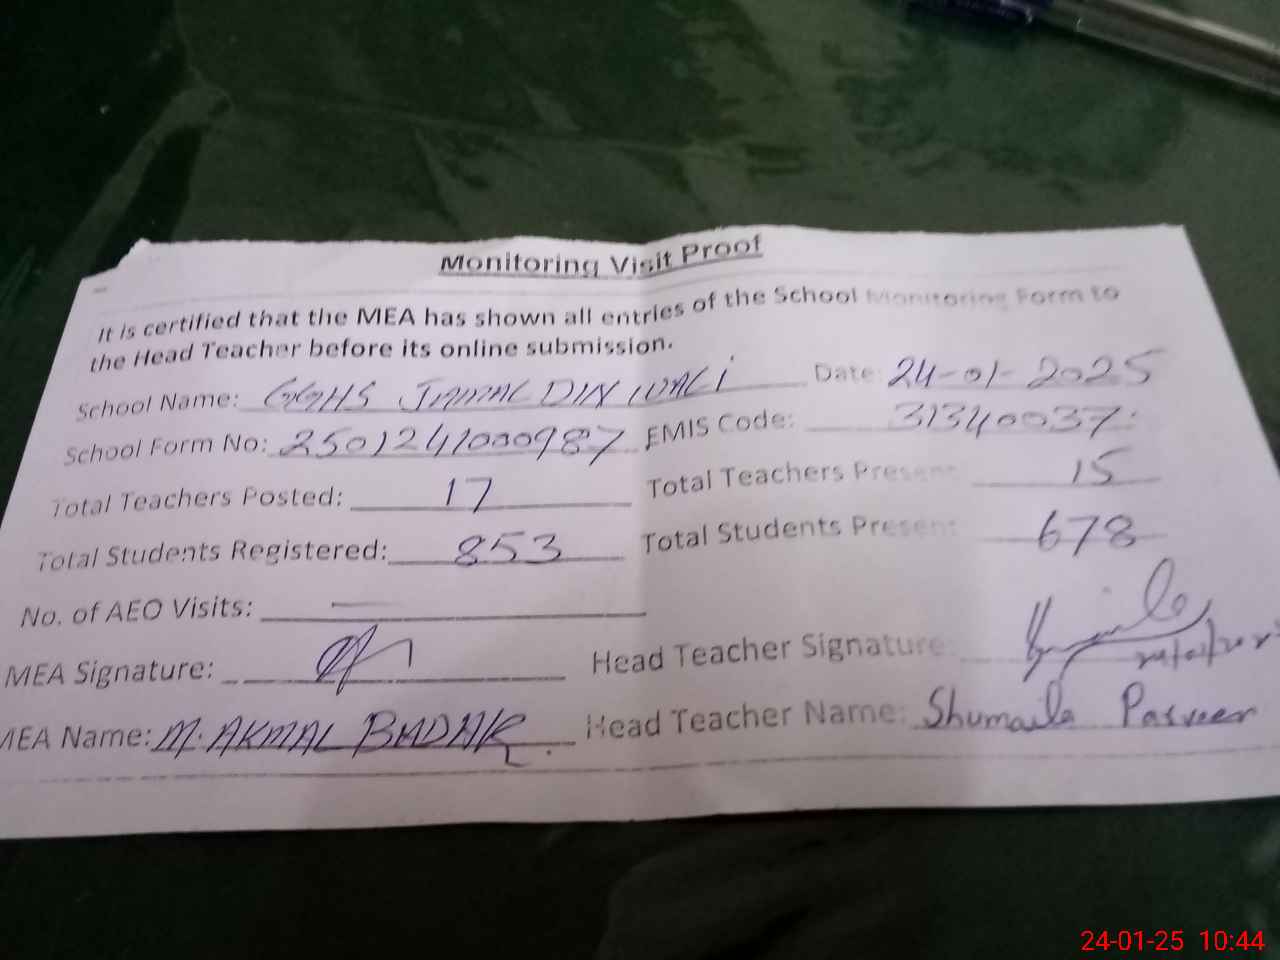 Monitoring Visit Proof
It is certified that the MEA has shown all entries of the School Monitoring Form to
the Head Teacher before its online submission.
School Name: GGHS JAMAL DIN WALI Date: 24-01-2025
School Form No: 2501241000987 EMIS Code: 31340037
Total Teachers Posted: 17 Total Teachers Present 15
Total Students Registered: 853 Total Students Present 678
No. of AEO Visits: —
MEA Signature: Head Teacher Signature:
MEA Name: M. AKMAL Head Teacher Name: Shumaila Parveen
24-01-25 10:44